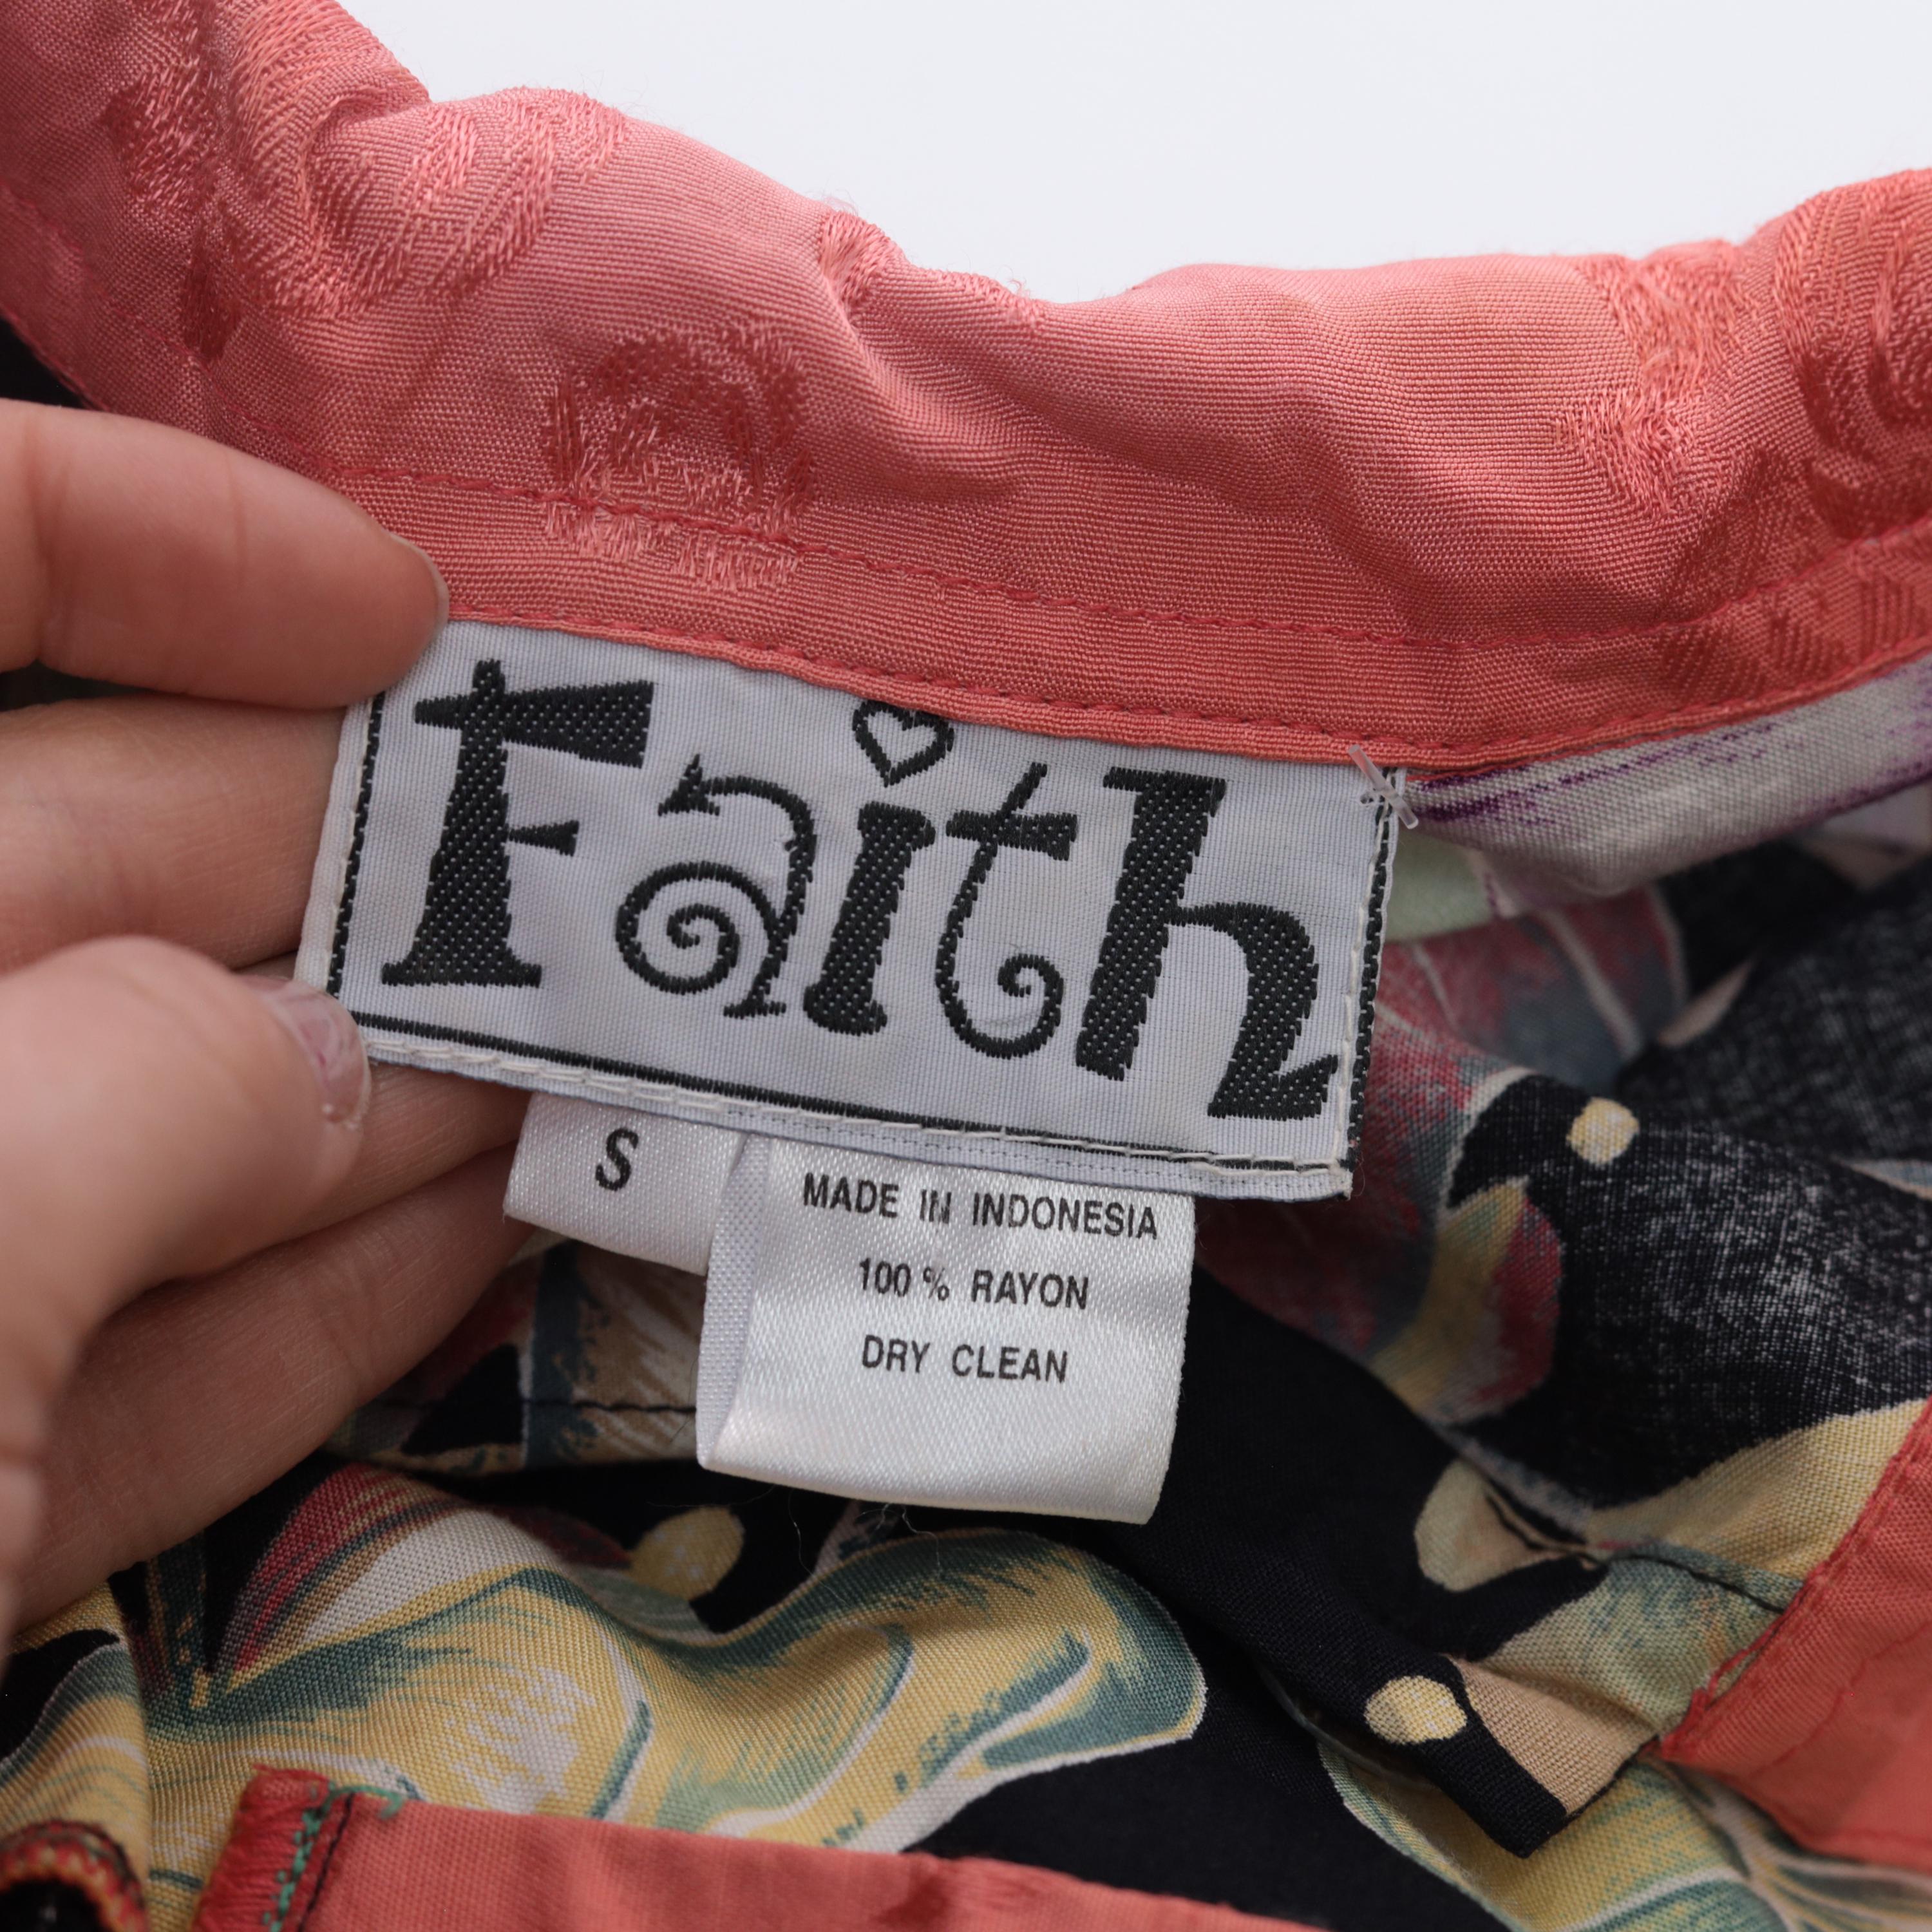 Faith
S
MADE IN INDONESIA
100% RAYON
DRY CLEAN